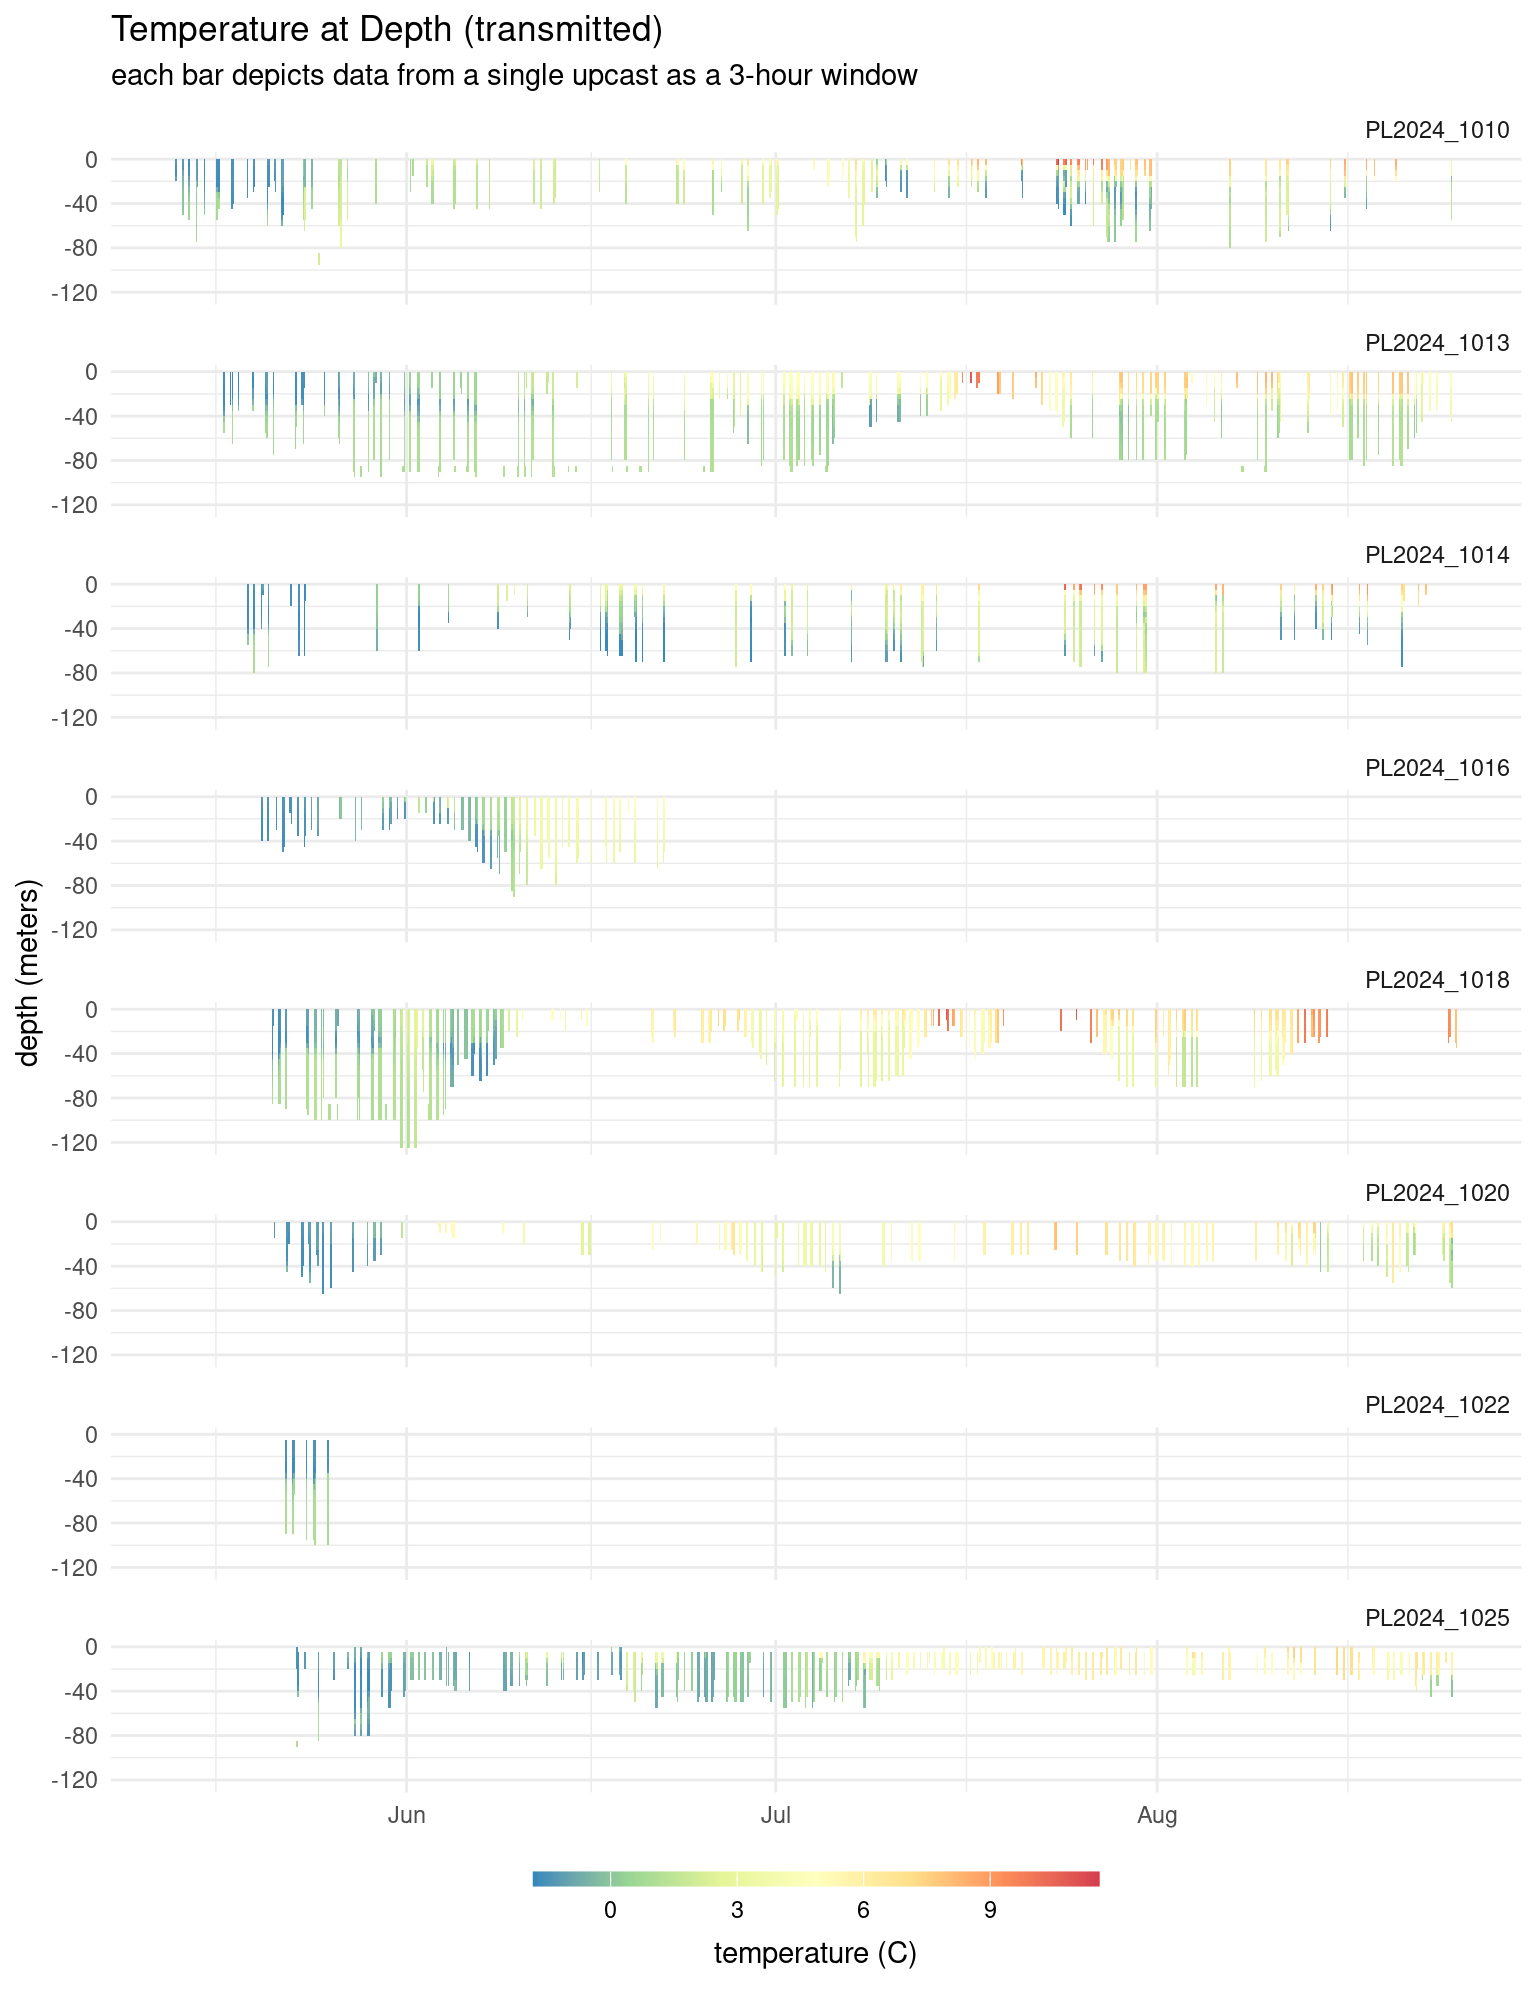 Temperature at Depth (transmitted)
each bar depicts data from a single upcast as a 3-hour window
PL2024_1010
0
-40
-80
-120
PL2024_1013
0
-40
-80
-120
PL2024_1014
0
-40
-80
-120
PL2024_1016
0
-40
-80
-120
depth (meters)
PL2024_1018
0
-40
-80
-120
PL2024_1020
0
-40
-80
-120
PL2024_1022
0
-40
-80
-120
PL2024_1025
0
-40
-80
-120
Jun Jul Aug
0 3 6 9
temperature (C)